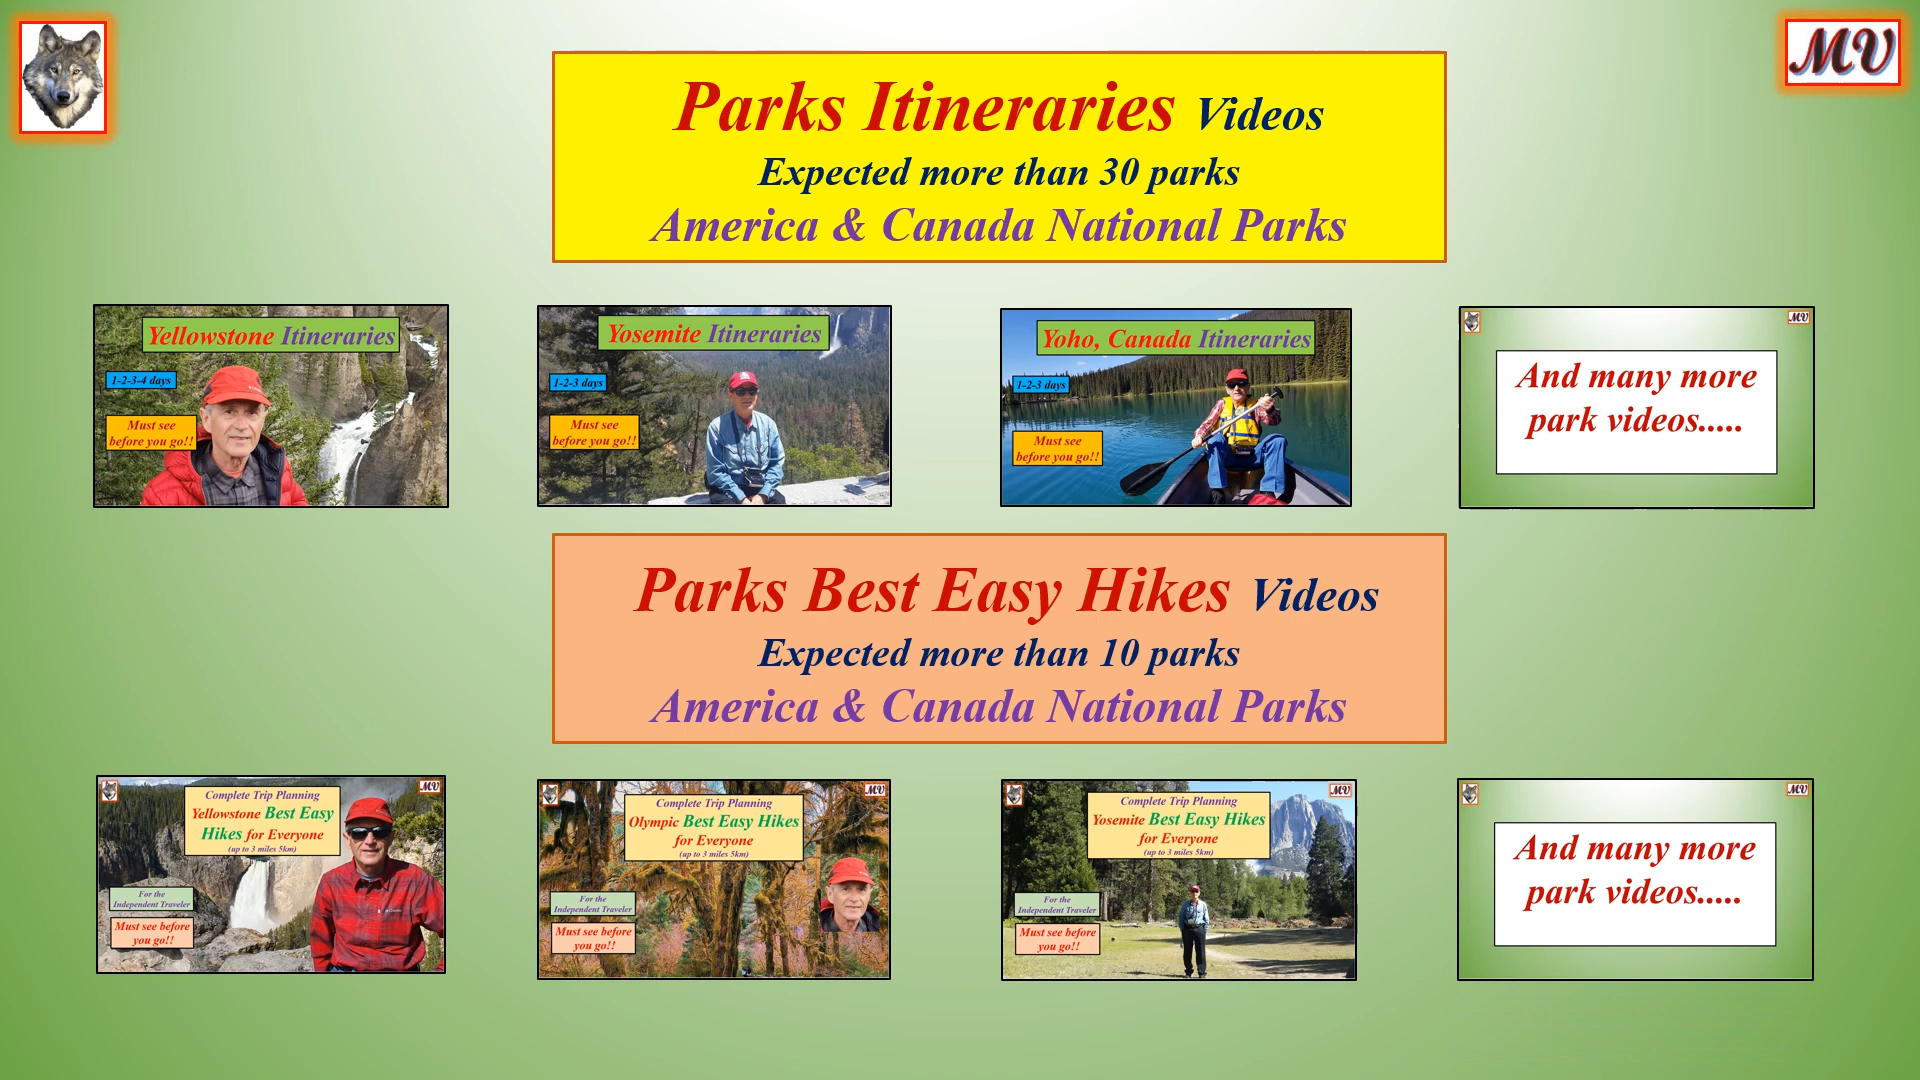 MV
Parks Itineraries Videos
Expected more than 30 parks
America & Canada National Parks
Yellowstone Itineraries
1-2-3-4 days
Must see
before you go!!
Yosemite Itineraries
1-2-3 days
Must see
before you go!!
Yoho, Canada Itineraries
1-2-3 days
Must see
before you go!!
MV
And many more
park videos.....
Parks Best Easy Hikes Videos
Expected more than 10 parks
America & Canada National Parks
MV
Complete Trip Planning
Yellowstone Best Easy
Hikes for Everyone
(up to 3 miles 5km)
For the
Independent Traveler
Must see before
you go!!
MV
Complete Trip Planning
Olympic Best Easy Hikes
for Everyone
(up to 3 miles 5km)
For the
Independent Traveler
Must see before
you go!!
MV
Complete Trip Planning
Yosemite Best Easy Hikes
for Everyone
(up to 3 miles 5km)
For the
Independent Traveler
Must see before
you go!!
MV
And many more
park videos.....